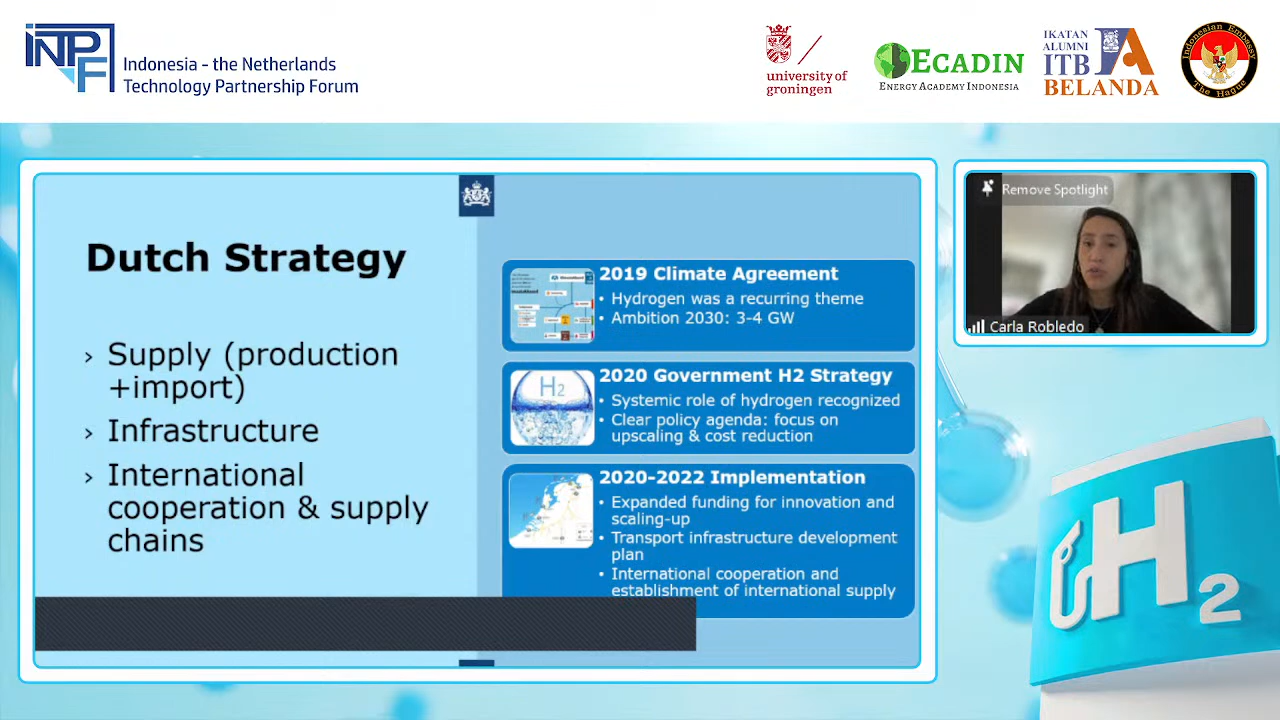 INPF
Indonesia - the Netherlands
Technology Partnership Forum
university of
groningen
ECADIN
ENERGY ACADEMY INDONESIA
IKATAN
ALUMNI
ITB
BELANDA
Indonesian Embassy
The Hague
Dutch Strategy
› Supply (production
+import)
› Infrastructure
› International
cooperation & supply
chains
2019 Climate Agreement
• Hydrogen was a recurring theme
• Ambition 2030: 3-4 GW
H2
2020 Government H2 Strategy
• Systemic role of hydrogen recognized
• Clear policy agenda: focus on
upscaling & cost reduction
2020-2022 Implementation
• Expanded funding for innovation and
scaling-up
• Transport infrastructure development
plan
• International cooperation and
establishment of international supply
Remove Spotlight
Carla Robledo
H2